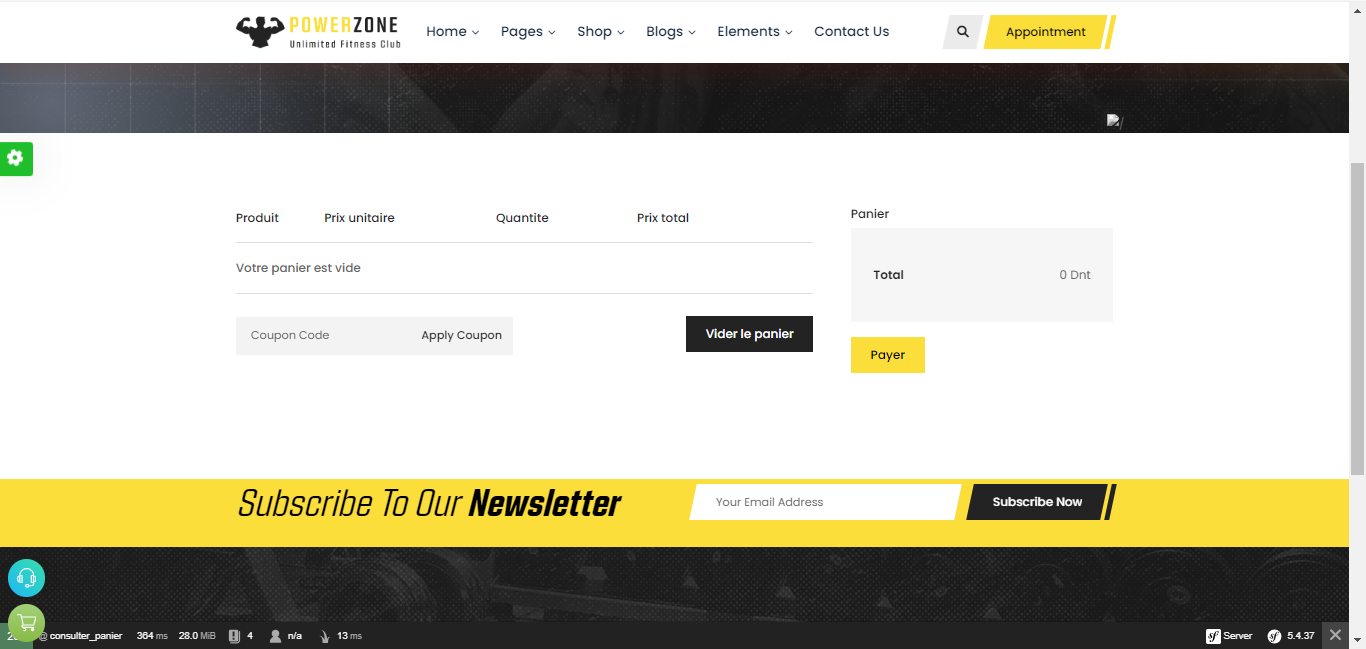 POWERZONE
Unlimited Fitness Club
Home Pages Shop Blogs Elements Contact Us Appointment
Produit Prix unitaire Quantite Prix total
Votre panier est vide
Coupon Code Apply Coupon Vider le panier
Panier
Total 0 Dnt
Payer
Subscribe To Our Newsletter
Your Email Address Subscribe Now
@ consulter_panier 364 ms 28.0 MiB 4 n/a 13 ms sf Server sf 5.4.37